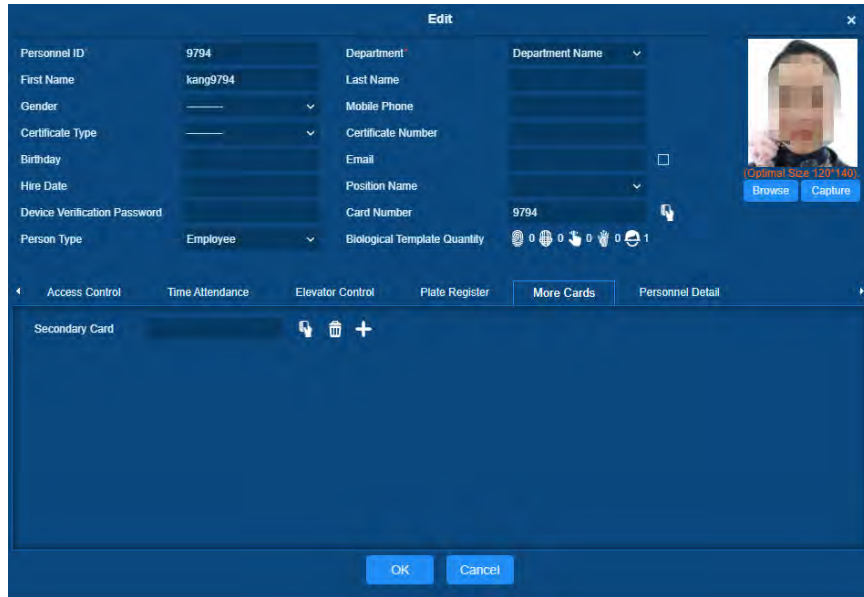 Edit ×
Personnel ID* 9794 Department* Department Name
First Name kang9794 Last Name
Gender ——— Mobile Phone
Certificate Type ——— Certificate Number
Birthday Email
(Optimal Size 120*140).
Hire Date Position Name Browse Capture
Device Verification Password Card Number 9794
Person Type Employee Biological Template Quantity 0 0 0 0 1
Access Control Time Attendance Elevator Control Plate Register More Cards Personnel Detail
Secondary Card
OK Cancel